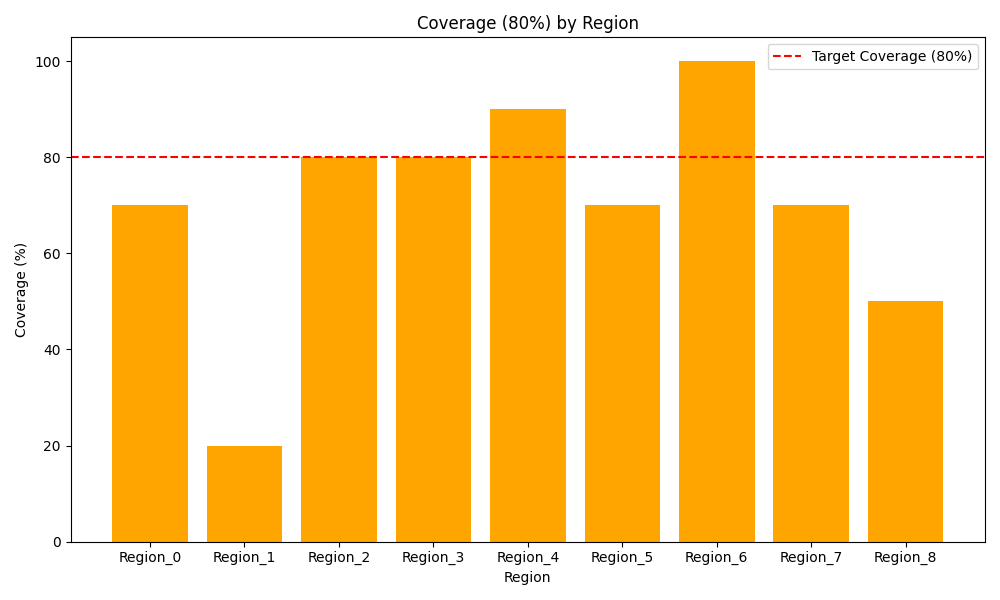 Coverage (80%) by Region
Target Coverage (80%)
Coverage (%)
100
80
60
40
20
0
Region_0 Region_1 Region_2 Region_3 Region_4 Region_5 Region_6 Region_7 Region_8
Region